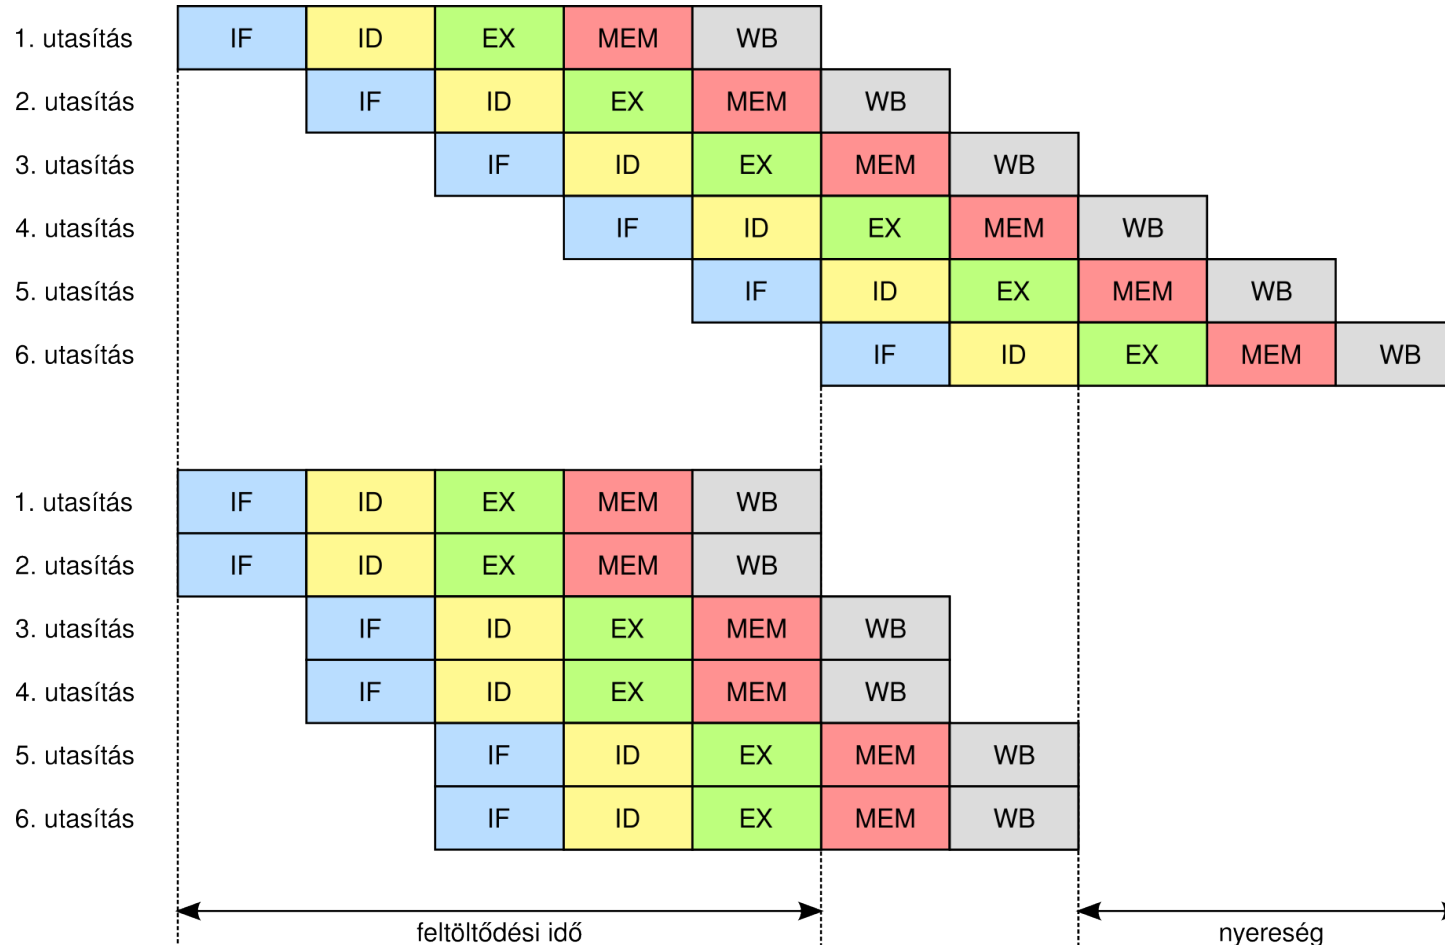 1. utasítás IF ID EX MEM WB
2. utasítás IF ID EX MEM WB
3. utasítás IF ID EX MEM WB
4. utasítás IF ID EX MEM WB
5. utasítás IF ID EX MEM WB
6. utasítás IF ID EX MEM WB
1. utasítás IF ID EX MEM WB
2. utasítás IF ID EX MEM WB
3. utasítás IF ID EX MEM WB
4. utasítás IF ID EX MEM WB
5. utasítás IF ID EX MEM WB
6. utasítás IF ID EX MEM WB
feltöltődési idő nyereség